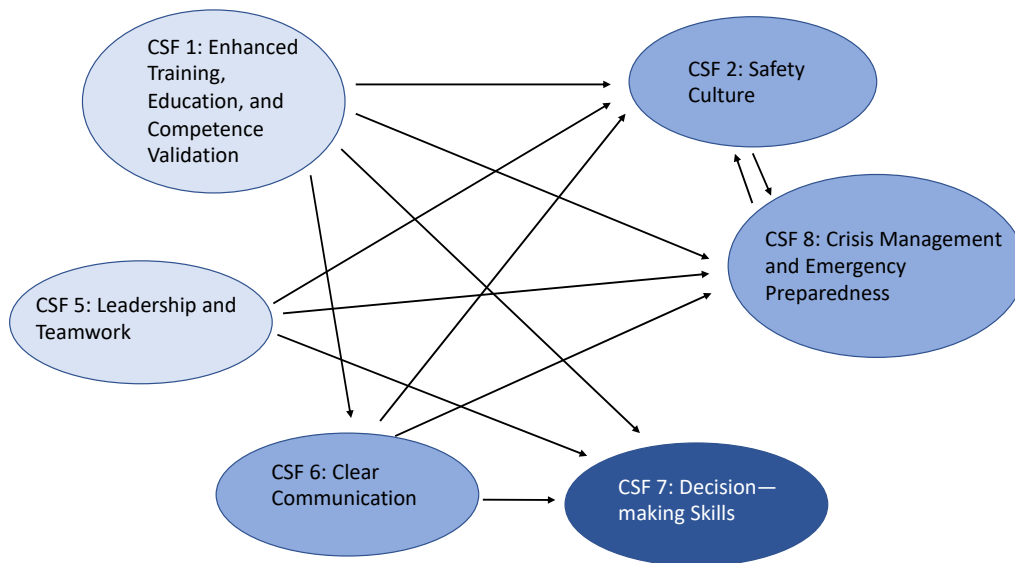 CSF 1: Enhanced
Training,
Education, and
Competence
Validation
CSF 2: Safety
Culture
CSF 8: Crisis Management
and Emergency
Preparedness
CSF 5: Leadership and
Teamwork
CSF 6: Clear
Communication
CSF 7: Decision—
making Skills